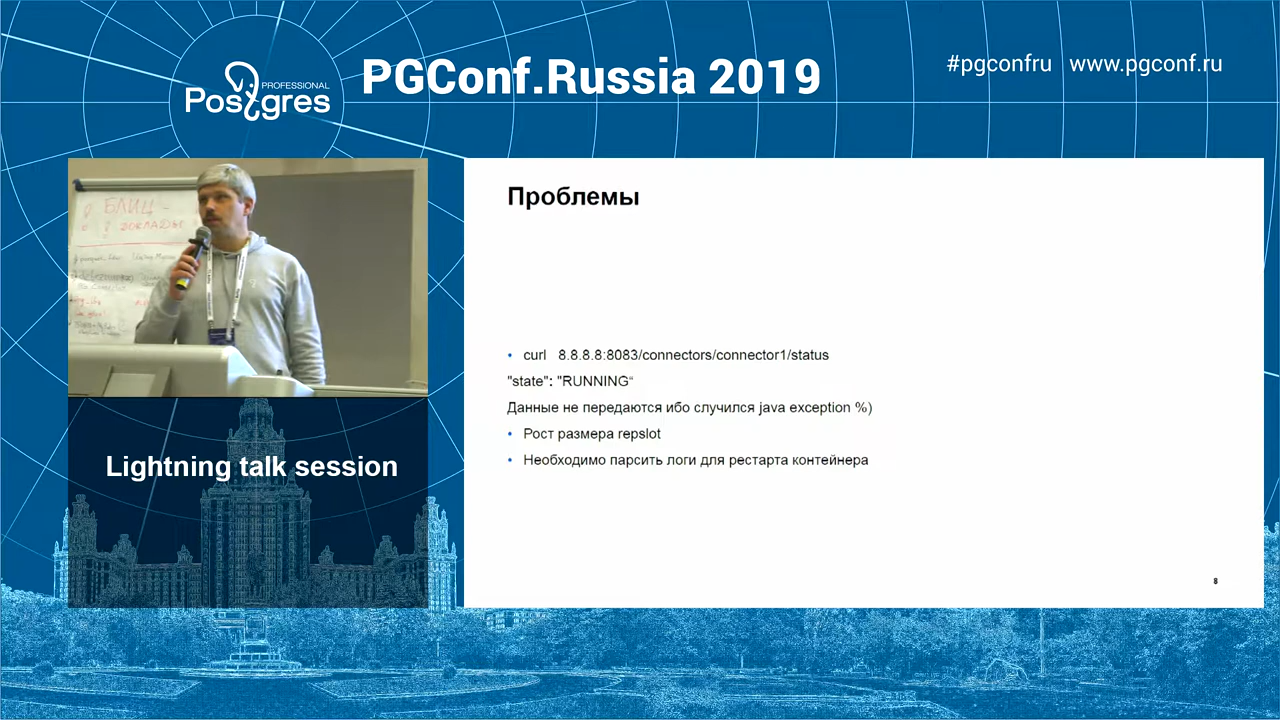 PROFESSIONAL
Postgres
PGConf.Russia 2019
#pgconfru www.pgconf.ru
БЛИЦ -
ДОКЛАДЫ
Lightning talk session
Проблемы
• curl 8.8.8.8:8083/connectors/connector1/status
"state": "RUNNING“
Данные не передаются ибо случился java exception %)
• Рост размера repslot
• Необходимо парсить логи для рестарта контейнера
8